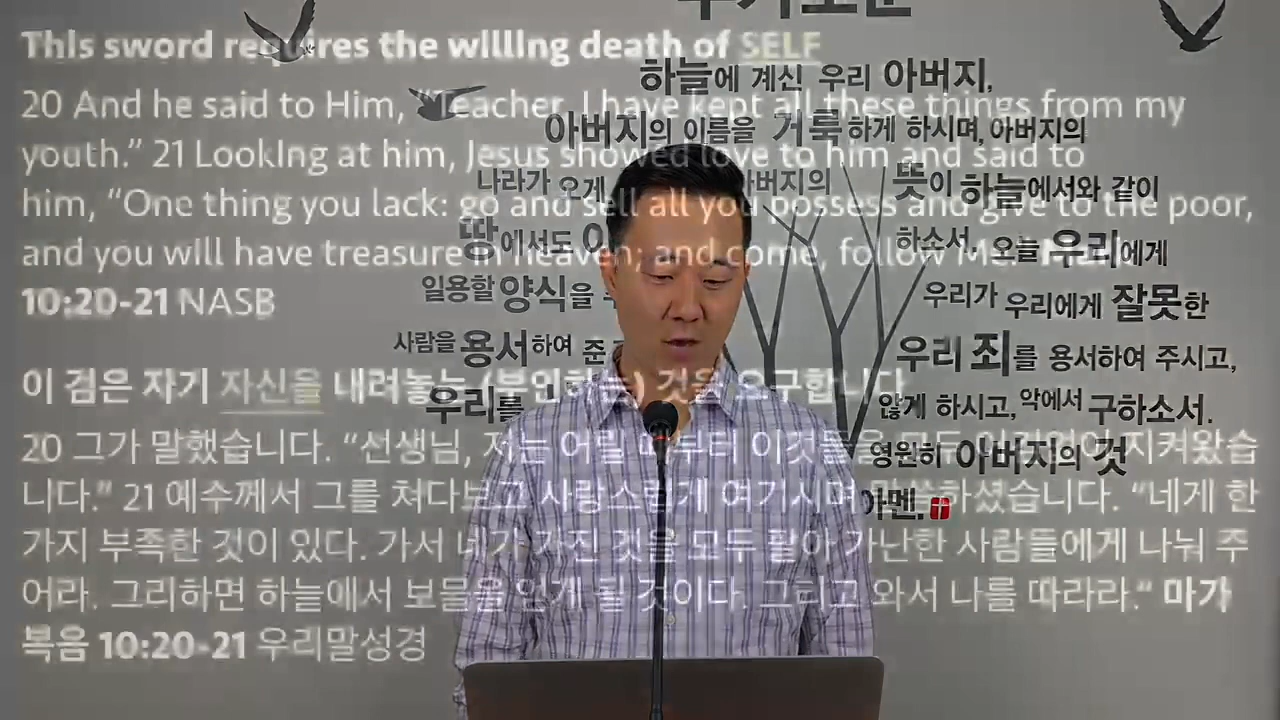 This sword requires the willing death of SELF
20 And he said to Him, “Teacher, I have kept all these things from my
youth.” 21 Looking at him, Jesus showed love to him and said to
him, “One thing you lack: go and sell all you possess and give to the poor,
and you will have treasure in heaven; and come, follow Me.”
10:20-21 NASB
이 검은 자기 자신을 내려놓는 (부인하는) 것을 요구합니다
20 그가 말했습니다. “선생님, 저는 어릴 때부터 이것들을 지켜왔습
니다.” 21 예수께서 그를 쳐다보고 사랑스럽게 여기시며 말씀하셨습니다. “네게 한
가지 부족한 것이 있다. 가서 네가 가진 것을 모두 팔아 가난한 사람들에게 나눠 주
어라. 그리하면 하늘에서 보물을 얻게 될 것이다. 그리고 와서 나를 따라라.“ 마가
복음 10:20-21 우리말성경
하늘에 계신 우리 아버지,
아버지의 이름을 거룩하게 하시며, 아버지의
나라가 오게 아버지의 뜻이 하늘에서와 같이
땅에서도 하소서. 오늘 우리에게
일용할 양식을 우리가 우리에게 잘못한
사람을 용서하여 준 우리 죄를 용서하여 주시고,
우리를 않게 하시고, 악에서 구하소서.
영원히 아버지의 것
아멘.